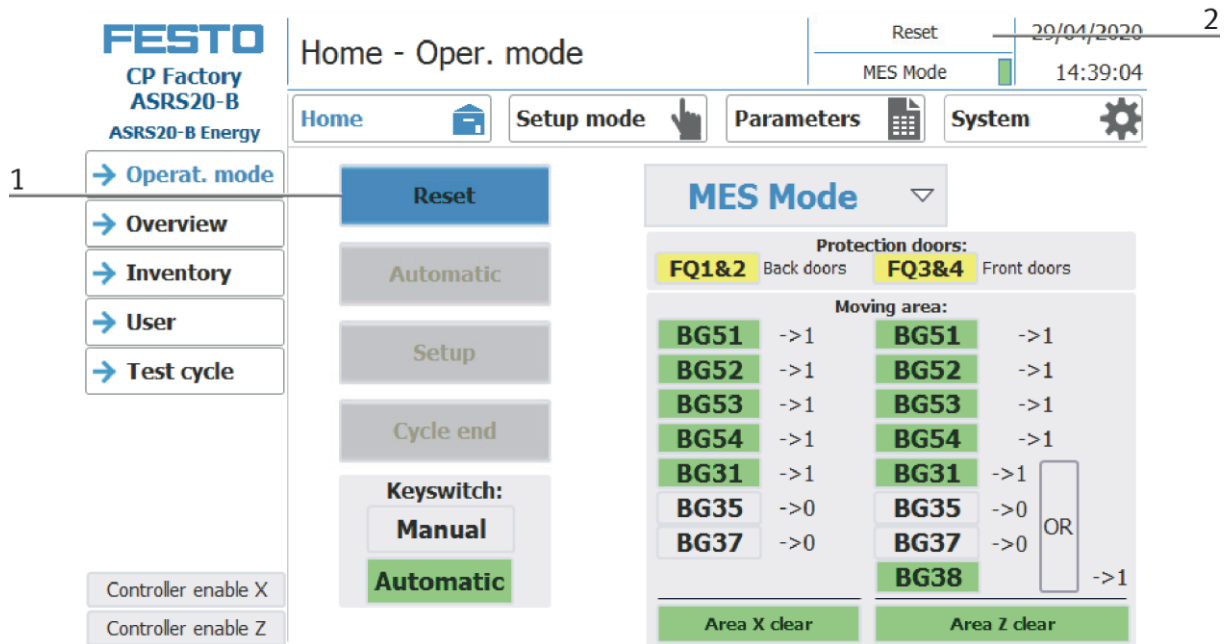 2
FESTO
CP Factory
ASRS20-B
ASRS20-B Energy
Home - Oper. mode
Reset
29/04/2020
MES Mode
14:39:04
Home
Setup mode
Parameters
System
1
Operat. mode
Overview
Inventory
User
Test cycle
Controller enable X
Controller enable Z
Reset
Automatic
Setup
Cycle end
Keyswitch:
Manual
Automatic
MES Mode
Protection doors:
FQ1&2 Back doors FQ3&4 Front doors
Moving area:
BG51 ->1 BG51 ->1
BG52 ->1 BG52 ->1
BG53 ->1 BG53 ->1
BG54 ->1 BG54 ->1
BG31 ->1 BG31 ->1
BG35 ->0 BG35 ->0
BG37 ->0 BG37 ->0
OR
BG38 ->1
Area X clear Area Z clear